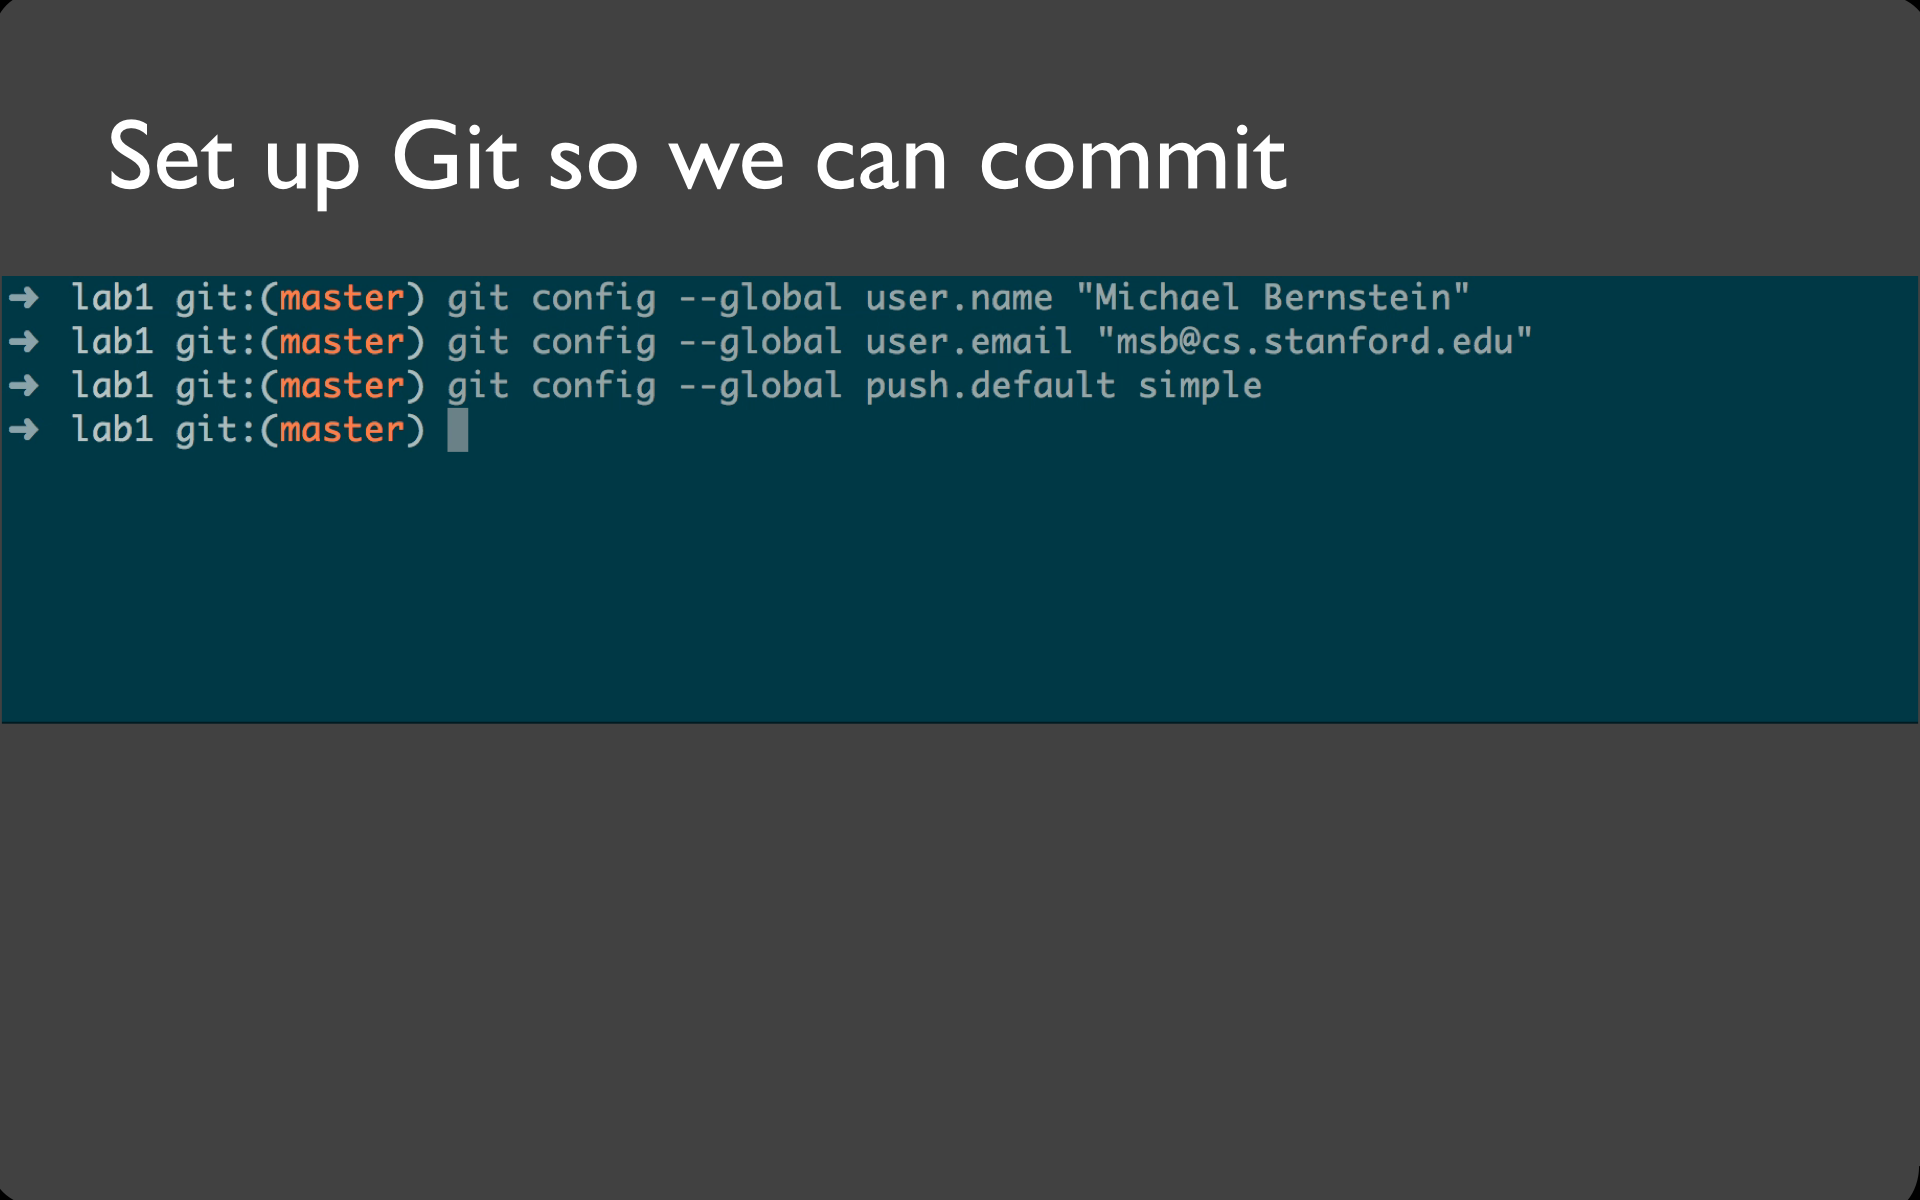 Set up Git so we can commit
➜ lab1 git:(master) git config --global user.name "Michael Bernstein"
➜ lab1 git:(master) git config --global user.email "msb@cs.stanford.edu"
➜ lab1 git:(master) git config --global push.default simple
➜ lab1 git:(master)